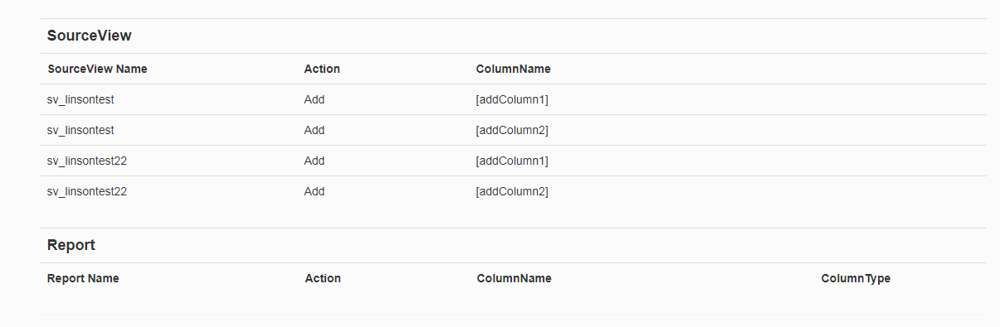 SourceView
SourceView Name Action ColumnName
sv_linsontest Add [addColumn1]
sv_linsontest Add [addColumn2]
sv_linsontest22 Add [addColumn1]
sv_linsontest22 Add [addColumn2]
Report
Report Name Action ColumnName ColumnType